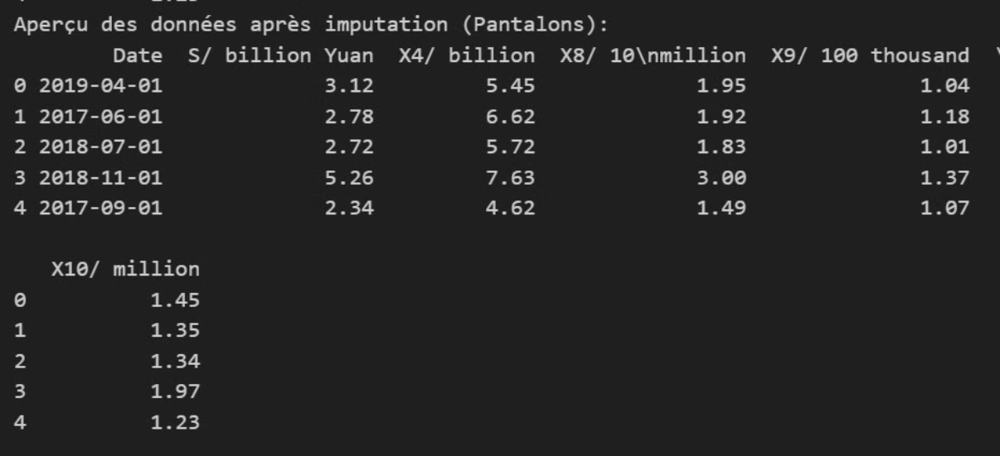 Aperçu des données après imputation (Pantalons):
Date S/ billion Yuan X4/ billion X8/ 10\nmillion X9/ 100 thousand \
0 2019-04-01 3.12 5.45 1.95 1.04
1 2017-06-01 2.78 6.62 1.92 1.18
2 2018-07-01 2.72 5.72 1.83 1.01
3 2018-11-01 5.26 7.63 3.00 1.37
4 2017-09-01 2.34 4.62 1.49 1.07
X10/ million
0 1.45
1 1.35
2 1.34
3 1.97
4 1.23